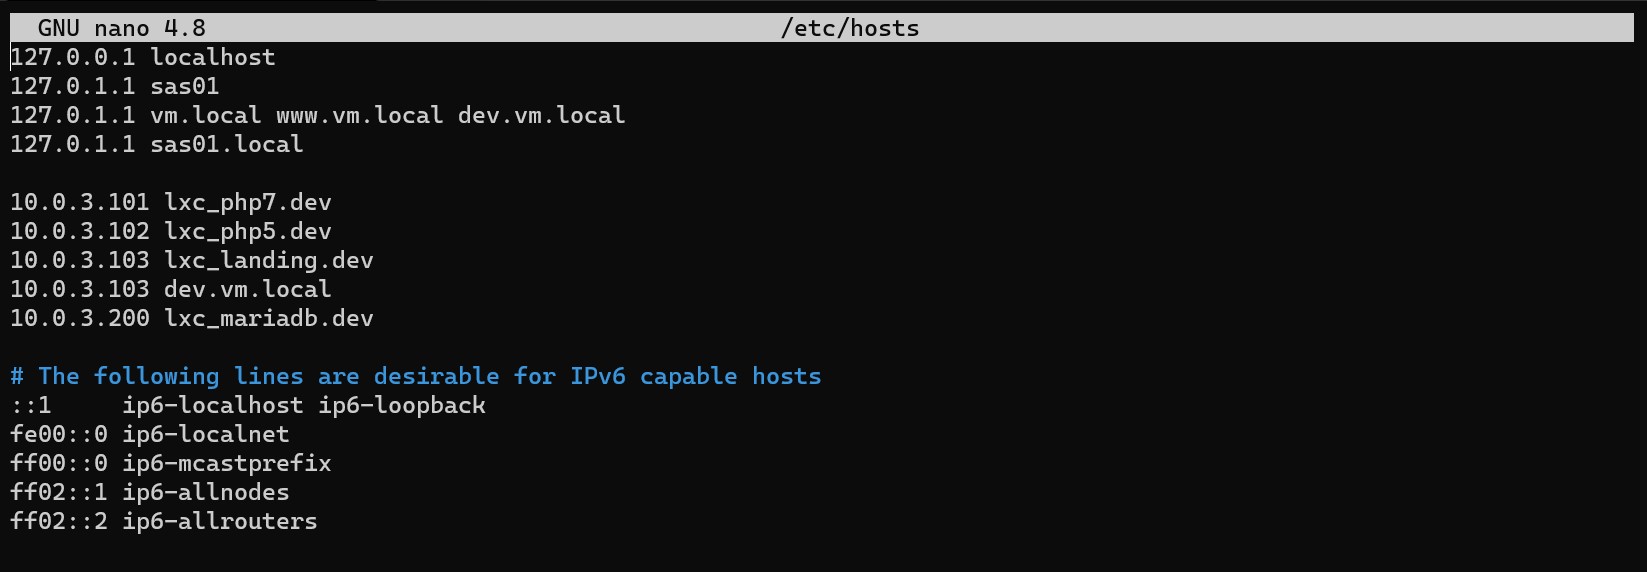 GNU nano 4.8 /etc/hosts
127.0.0.1 localhost
127.0.1.1 sas01
127.0.1.1 vm.local www.vm.local dev.vm.local
127.0.1.1 sas01.local
10.0.3.101 lxc_php7.dev
10.0.3.102 lxc_php5.dev
10.0.3.103 lxc_landing.dev
10.0.3.103 dev.vm.local
10.0.3.200 lxc_mariadb.dev
# The following lines are desirable for IPv6 capable hosts
::1     ip6-localhost ip6-loopback
fe00::0 ip6-localnet
ff00::0 ip6-mcastprefix
ff02::1 ip6-allnodes
ff02::2 ip6-allrouters